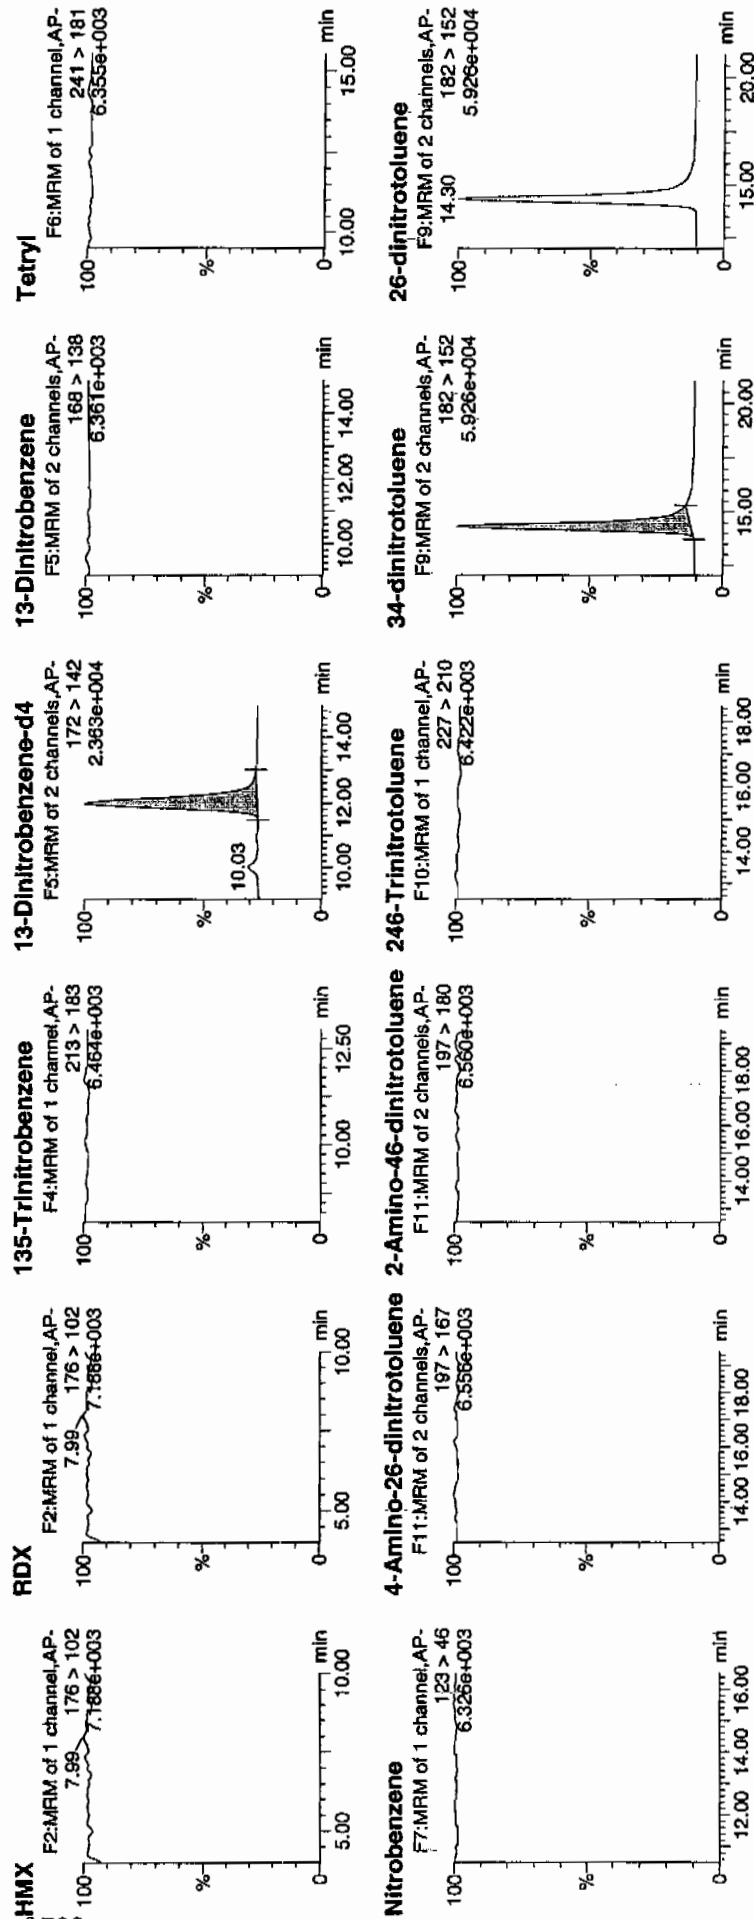 HMX
F2:MRM of 1 channel,AP-
176 > 102
7.188e+003
7.99
100
%
0
5.00
10.00
min
RDX
F2:MRM of 1 channel,AP-
176 > 102
7.188e+003
7.99
100
%
0
5.00
10.00
min
135-Trinitrobenzene
F4:MRM of 1 channel,AP-
213 > 183
6.464e+003
100
%
0
10.00
12.50
min
13-Dinitrobenzene-d4
F5:MRM of 2 channels,AP-
172 > 142
2.363e+004
10.03
100
%
0
10.00
12.00
14.00
min
13-Dinitrobenzene
F5:MRM of 2 channels,AP-
168 > 138
6.361e+003
100
%
0
10.00
12.00
14.00
min
Tetryl
F6:MRM of 1 channel,AP-
241 > 181
6.355e+003
100
%
0
10.00
15.00
min
Nitrobenzene
F7:MRM of 1 channel,AP-
123 > 46
6.326e+003
100
%
0
12.00
14.00
16.00
min
4-Amino-26-dinitrotoluene
F11:MRM of 2 channels,AP-
197 > 167
6.556e+003
100
%
0
14.00
16.00
18.00
min
2-Amino-46-dinitrotoluene
F11:MRM of 2 channels,AP-
197 > 180
6.560e+003
100
%
0
14.00
16.00
18.00
min
246-Trinitrotoluene
F10:MRM of 1 channel,AP-
227 > 210
6.422e+003
100
%
0
14.00
16.00
18.00
min
34-dinitrotoluene
F9:MRM of 2 channels,AP-
182 > 152
5.926e+004
100
%
0
15.00
20.00
min
26-dinitrotoluene
F9:MRM of 2 channels,AP-
182 > 152
5.926e+004
14.30
100
%
0
15.00
20.00
min